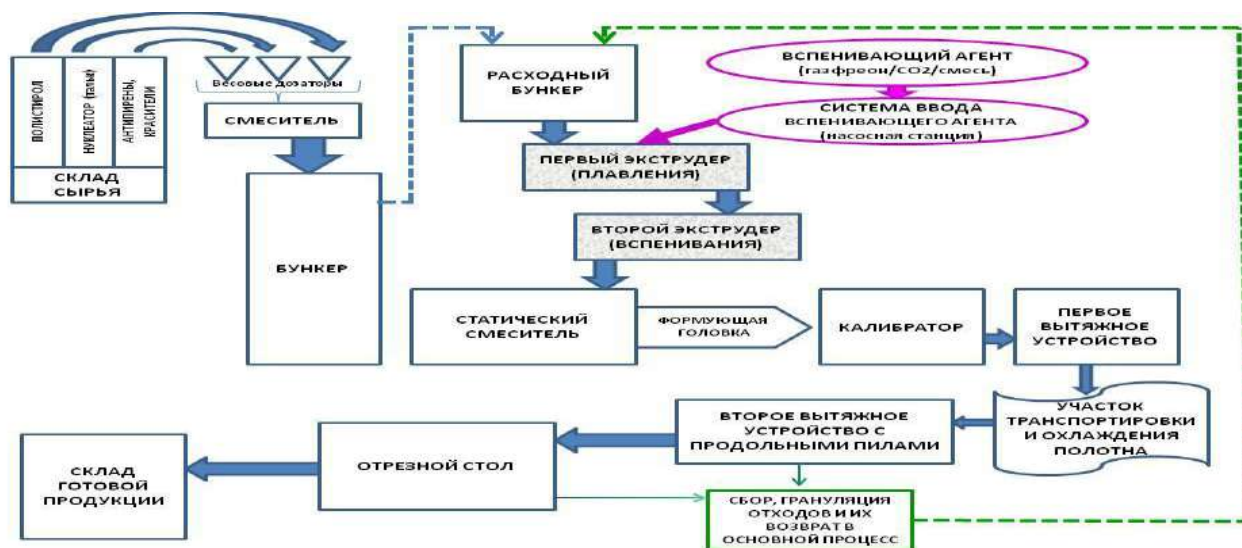 ПОЛИСТИРОЛ
НУКЛЕАТОР (тальк)
АНТИПИРЕНЫ,
КРАСИТЕЛИ
СКЛАД
СЫРЬЯ
Весовые дозаторы
СМЕСИТЕЛЬ
БУНКЕР
РАСХОДНЫЙ
БУНКЕР
ВСПЕНИВАЮЩИЙ АГЕНТ
(газфреон/СО2/смесь)
СИСТЕМА ВВОДА
ВСПЕНИВАЮЩЕГО АГЕНТА
(насосная станция)
ПЕРВЫЙ ЭКСТРУДЕР
(ПЛАВЛЕНИЯ)
ВТОРОЙ ЭКСТРУДЕР
(ВСПЕНИВАНИЯ)
СТАТИЧЕСКИЙ
СМЕСИТЕЛЬ
ФОРМУЮЩАЯ
ГОЛОВКА
КАЛИБРАТОР
ПЕРВОЕ
ВЫТЯЖНОЕ
УСТРОЙСТВО
УЧАСТОК
ТРАНСПОРТИРОВКИ
И ОХЛАЖДЕНИЯ
ПОЛОТНА
ВТОРОЕ ВЫТЯЖНОЕ
УСТРОЙСТВО С
ПРОДОЛЬНЫМИ ПИЛАМИ
ОТРЕЗНОЙ СТОЛ
СКЛАД
ГОТОВОЙ
ПРОДУКЦИИ
СБОР, ГРАНУЛЯЦИЯ
ОТХОДОВ И ИХ
ВОЗВРАТ В
ОСНОВНОЙ ПРОЦЕСС